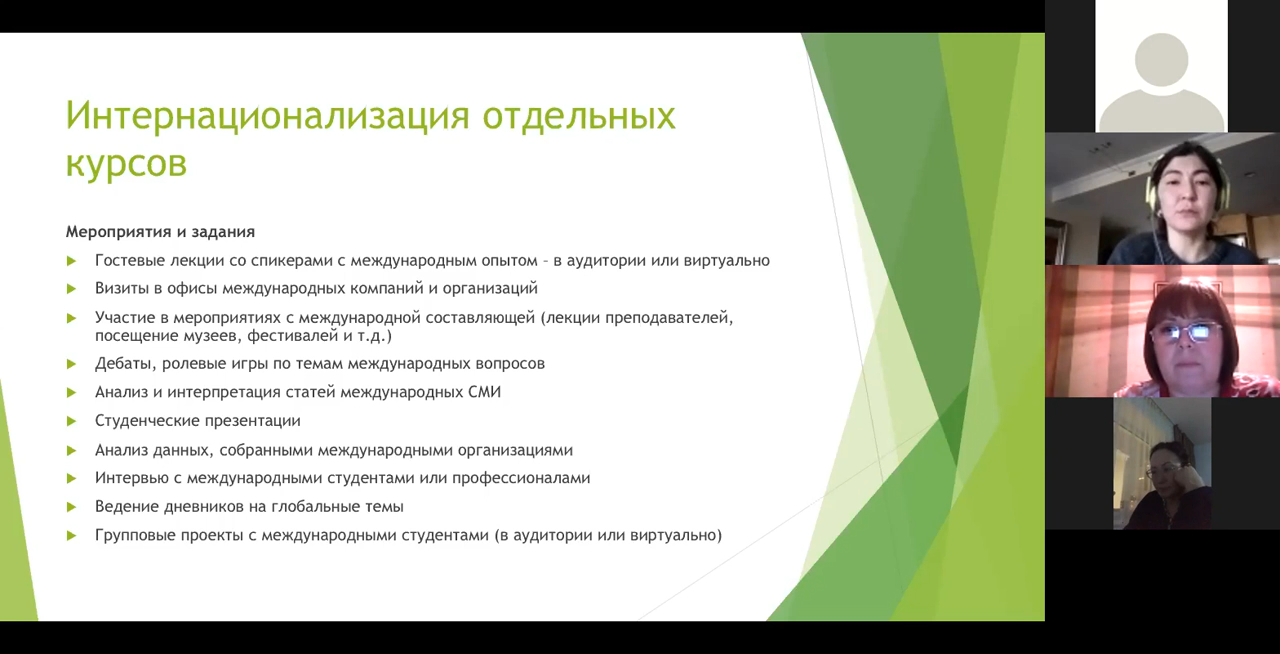 Интернационализация отдельных
курсов
Мероприятия и задания
Гостевые лекции со спикерами с международным опытом – в аудитории или виртуально
Визиты в офисы международных компаний и организаций
Участие в мероприятиях с международной составляющей (лекции преподавателей,
посещение музеев, фестивалей и т.д.)
Дебаты, ролевые игры по темам международных вопросов
Анализ и интерпретация статей международных СМИ
Студенческие презентации
Анализ данных, собранными международными организациями
Интервью с международными студентами или профессионалами
Ведение дневников на глобальные темы
Групповые проекты с международными студентами (в аудитории или виртуально)